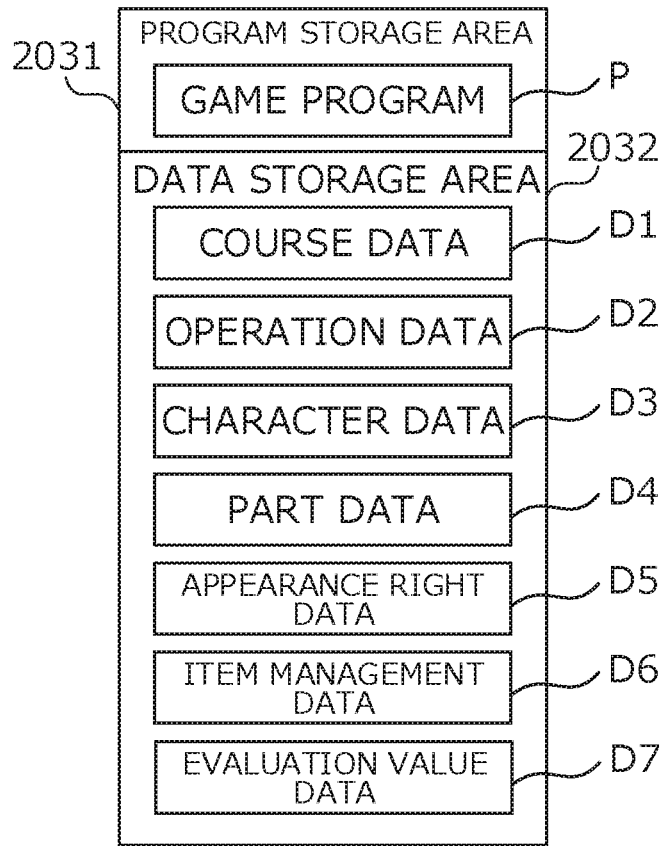 PROGRAM STORAGE AREA
2031
GAME PROGRAM
P
2032
DATA STORAGE AREA
COURSE DATA
D1
OPERATION DATA
D2
CHARACTER DATA
D3
PART DATA
D4
APPEARANCE RIGHT
DATA
D5
ITEM MANAGEMENT
DATA
D6
EVALUATION VALUE
DATA
D7